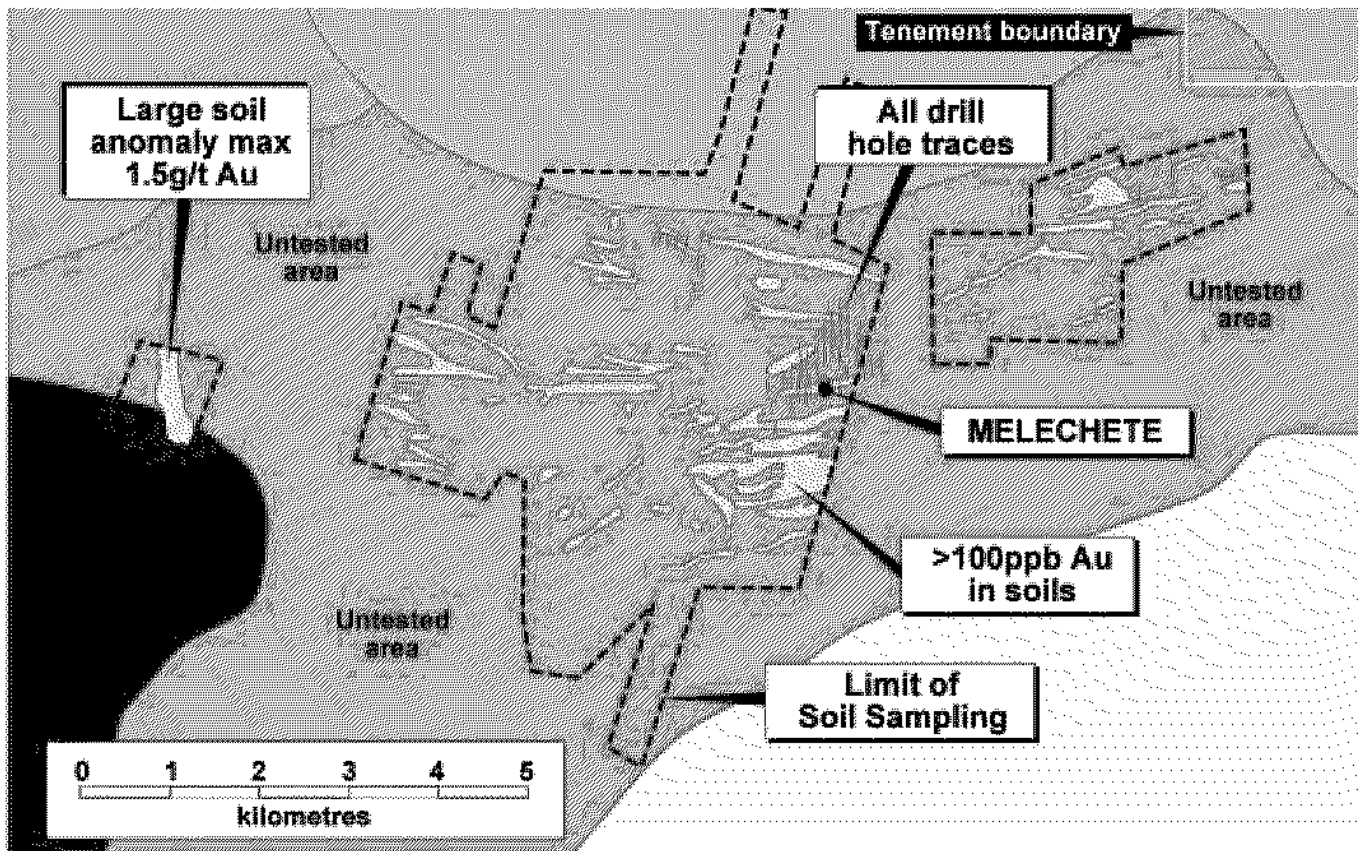 Tenement boundary
Large soil
anomaly max
1.5g/t Au
All drill
hole traces
Untested
area
Untested
area
MELECHETE
>100ppb Au
in soils
Untested
area
Limit of
Soil Sampling
0 1 2 3 4 5
kilometres